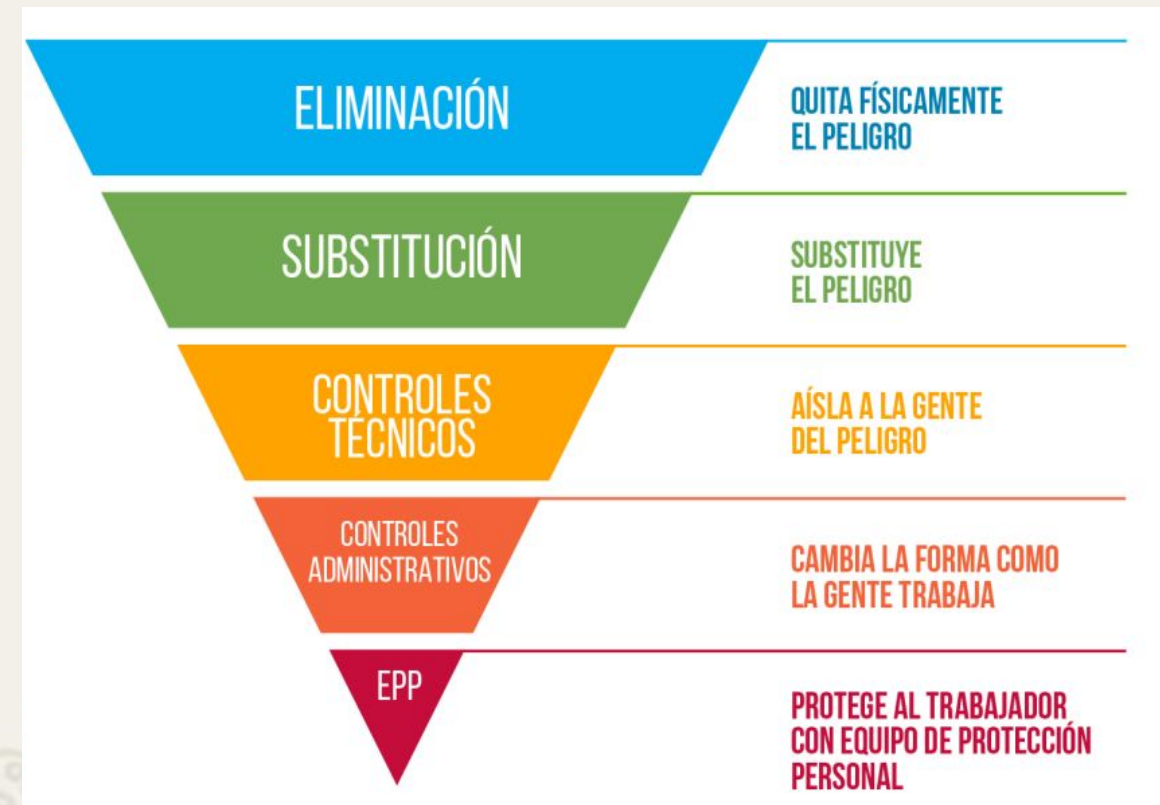 ELIMINACIÓN
QUITA FÍSICAMENTE
EL PELIGRO
SUBSTITUCIÓN
SUBSTITUYE
EL PELIGRO
CONTROLES
TÉCNICOS
AÍSLA A LA GENTE
DEL PELIGRO
CONTROLES
ADMINISTRATIVOS
CAMBIA LA FORMA COMO
LA GENTE TRABAJA
EPP
PROTEGE AL TRABAJADOR
CON EQUIPO DE PROTECCIÓN
PERSONAL